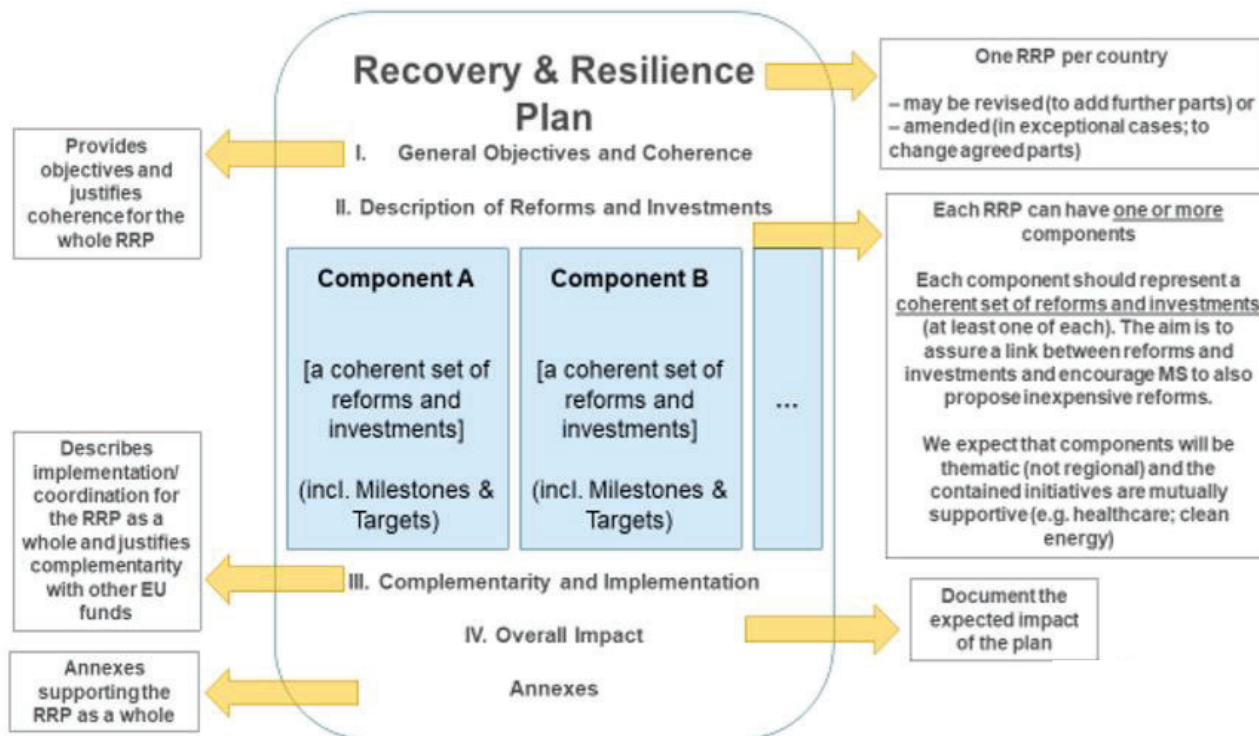 Recovery & Resilience
Plan
I. General Objectives and Coherence
II. Description of Reforms and Investments
Component A
[a coherent set of
reforms and
investments]
(incl. Milestones &
Targets)
Component B
[a coherent set of
reforms and
investments]
(incl. Milestones &
Targets)
...
III. Complementarity and Implementation
IV. Overall Impact
Annexes
Provides
objectives and
justifies
coherence for the
whole RRP
Describes
implementation/
coordination for
the RRP as a
whole and justifies
complementarity
with other EU
funds
Annexes
supporting the
RRP as a whole
One RRP per country
– may be revised (to add further parts) or
– amended (in exceptional cases; to
change agreed parts)
Each RRP can have one or more
components
Each component should represent a
coherent set of reforms and investments
(at least one of each). The aim is to
assure a link between reforms and
investments and encourage MS to also
propose inexpensive reforms.
We expect that components will be
thematic (not regional) and the
contained initiatives are mutually
supportive (e.g. healthcare; clean
energy)
Document the
expected impact
of the plan